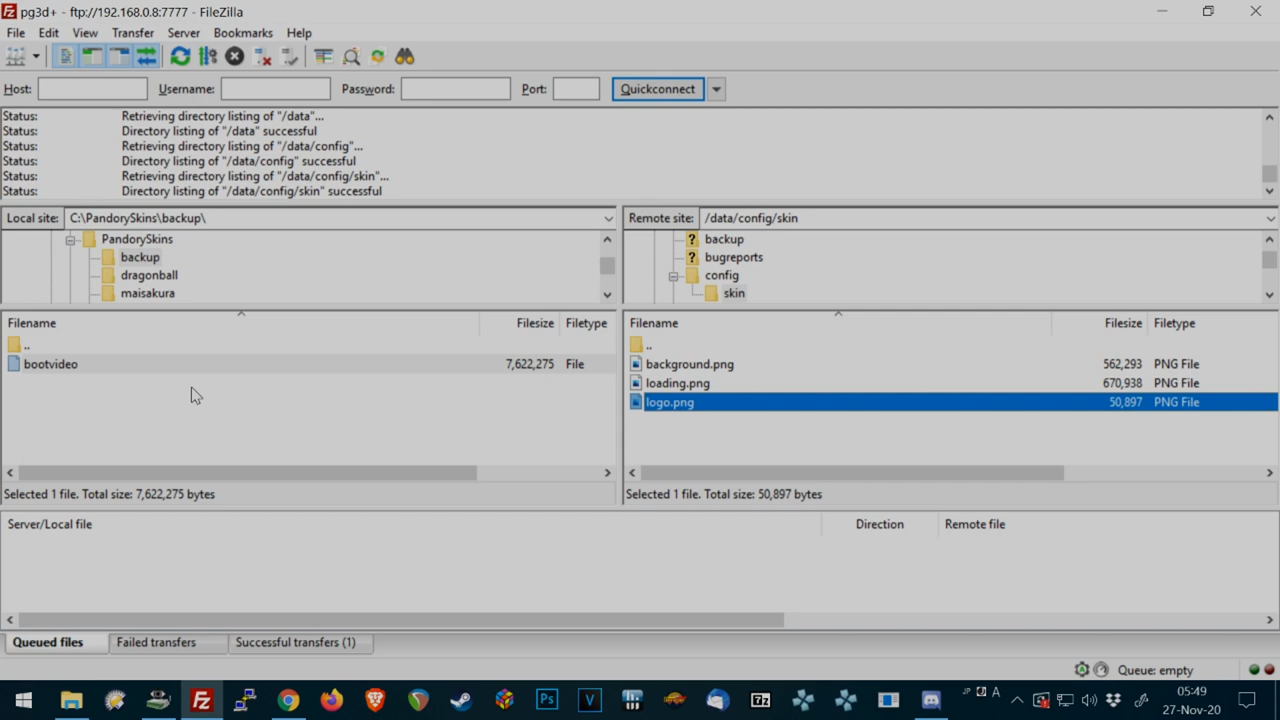 pg3d+ - ftp://192.168.0.8:7777 - FileZilla
File Edit View Transfer Server Bookmarks Help
Host: Username: Password: Port: Quickconnect
Status: Retrieving directory listing of "/data"...
Status: Directory listing of "/data" successful
Status: Retrieving directory listing of "/data/config"...
Status: Directory listing of "/data/config" successful
Status: Retrieving directory listing of "/data/config/skin"...
Status: Directory listing of "/data/config/skin" successful
Local site: C:\PandorySkins\backup\
PandorySkins
backup
dragonball
maisakura
Remote site: /data/config/skin
backup
bugreports
config
skin
Filename Filesize Filetype
..
bootvideo 7,622,275 File
Selected 1 file. Total size: 7,622,275 bytes
Filename Filesize Filetype
..
background.png 562,293 PNG File
loading.png 670,938 PNG File
logo.png 50,897 PNG File
Selected 1 file. Total size: 50,897 bytes
Server/Local file Direction Remote file
Queued files Failed transfers Successful transfers (1)
Queue: empty
JP A 05:49
27-Nov-20